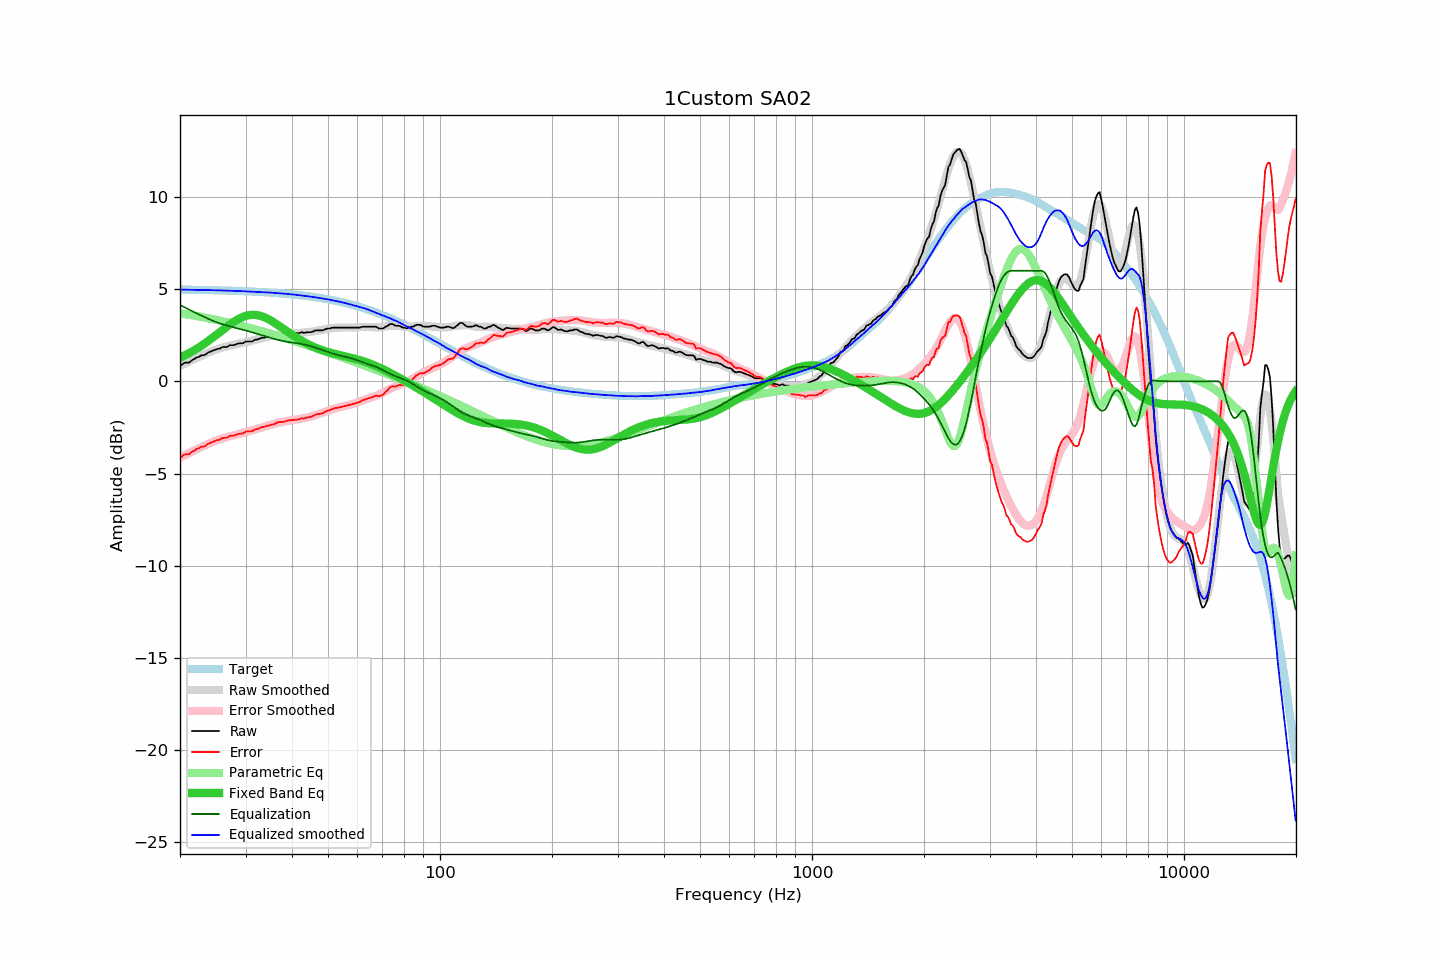 1Custom SA02
Amplitude (dBr)
10
5
0
−5
−10
−15
−20
−25
Target
Raw Smoothed
Error Smoothed
Raw
Error
Parametric Eq
Fixed Band Eq
Equalization
Equalized smoothed
100
1000
10000
Frequency (Hz)